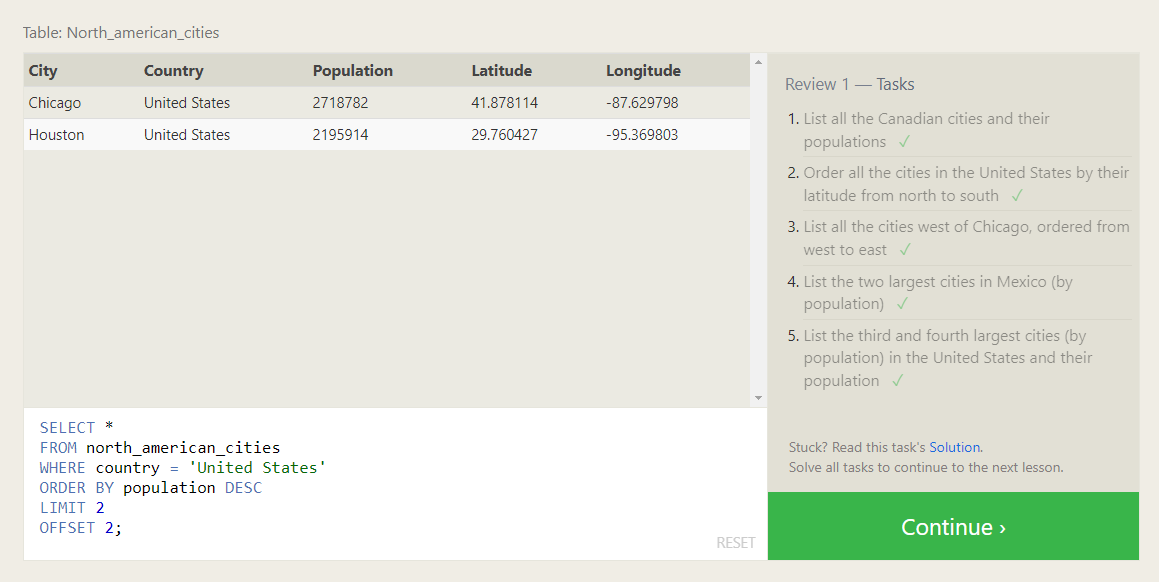 Table: North_american_cities
City Country Population Latitude Longitude
Chicago United States 2718782 41.878114 -87.629798
Houston United States 2195914 29.760427 -95.369803
SELECT *
FROM north_american_cities
WHERE country = 'United States'
ORDER BY population DESC
LIMIT 2
OFFSET 2;
RESET
Review 1 — Tasks
1. List all the Canadian cities and their
populations ✓
2. Order all the cities in the United States by their
latitude from north to south ✓
3. List all the cities west of Chicago, ordered from
west to east ✓
4. List the two largest cities in Mexico (by
population) ✓
5. List the third and fourth largest cities (by
population) in the United States and their
population ✓
Stuck? Read this task's Solution.
Solve all tasks to continue to the next lesson.
Continue ›